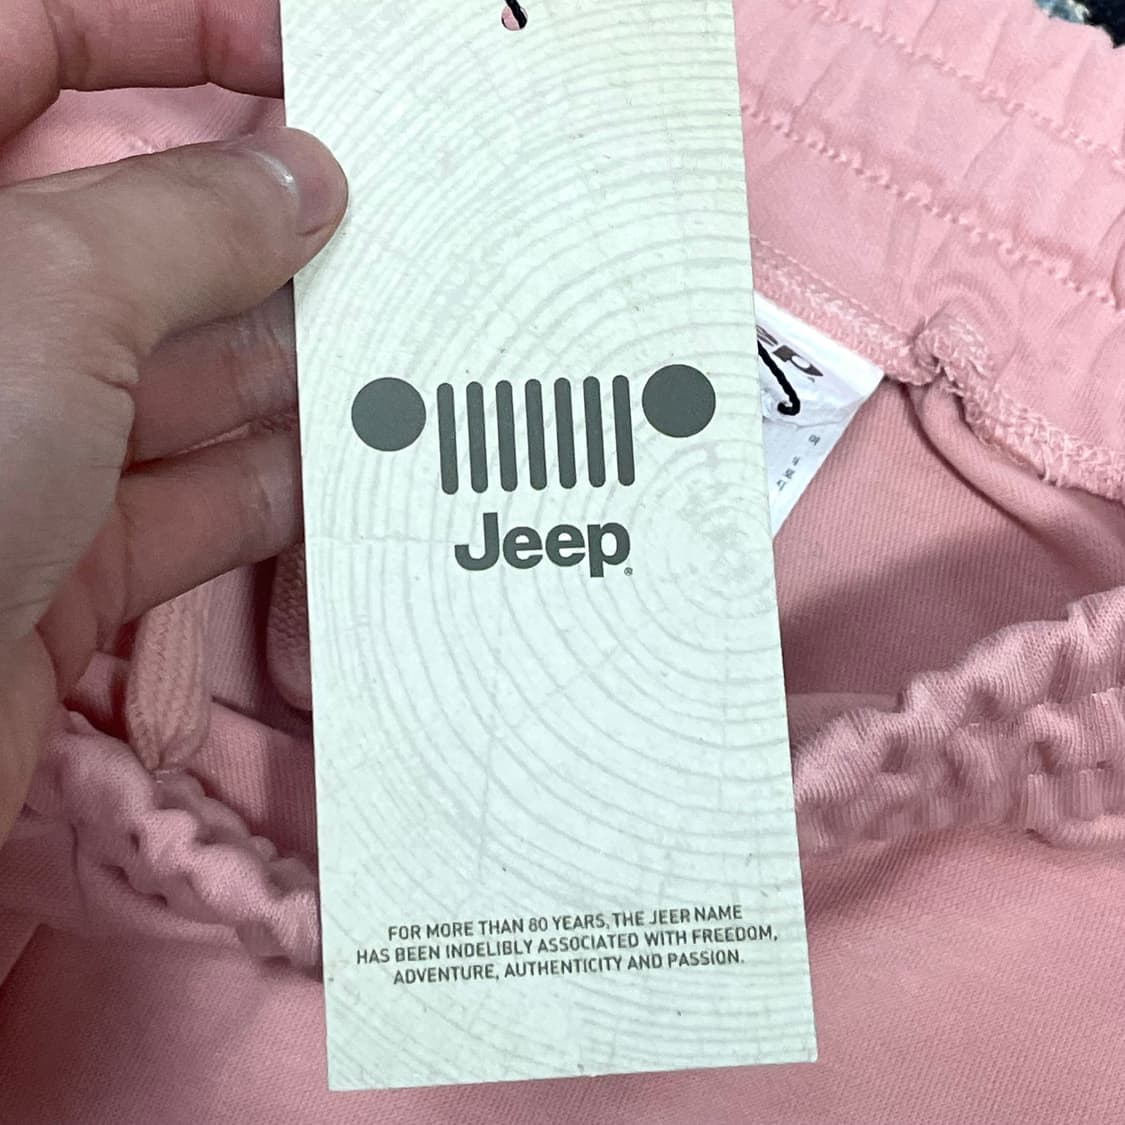 Jeep®
FOR MORE THAN 80 YEARS, THE JEER NAME
HAS BEEN INDELIBLY ASSOCIATED WITH FREEDOM,
ADVENTURE, AUTHENTICITY AND PASSION.